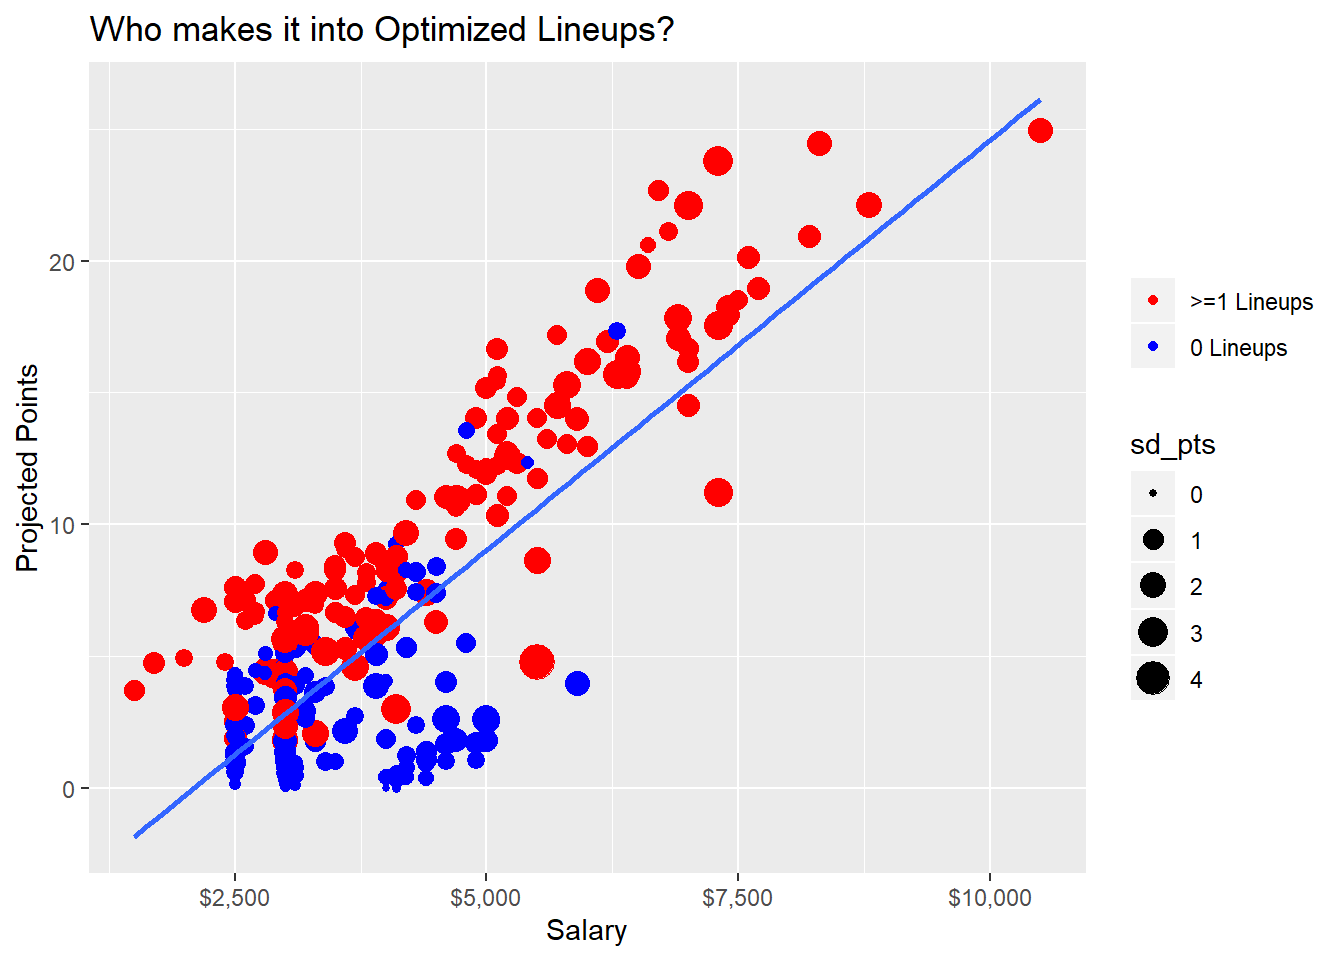 Who makes it into Optimized Lineups?
Projected Points
20
10
0
$2,500
$5,000
$7,500
$10,000
Salary
>=1 Lineups
0 Lineups
sd_pts
0
1
2
3
4